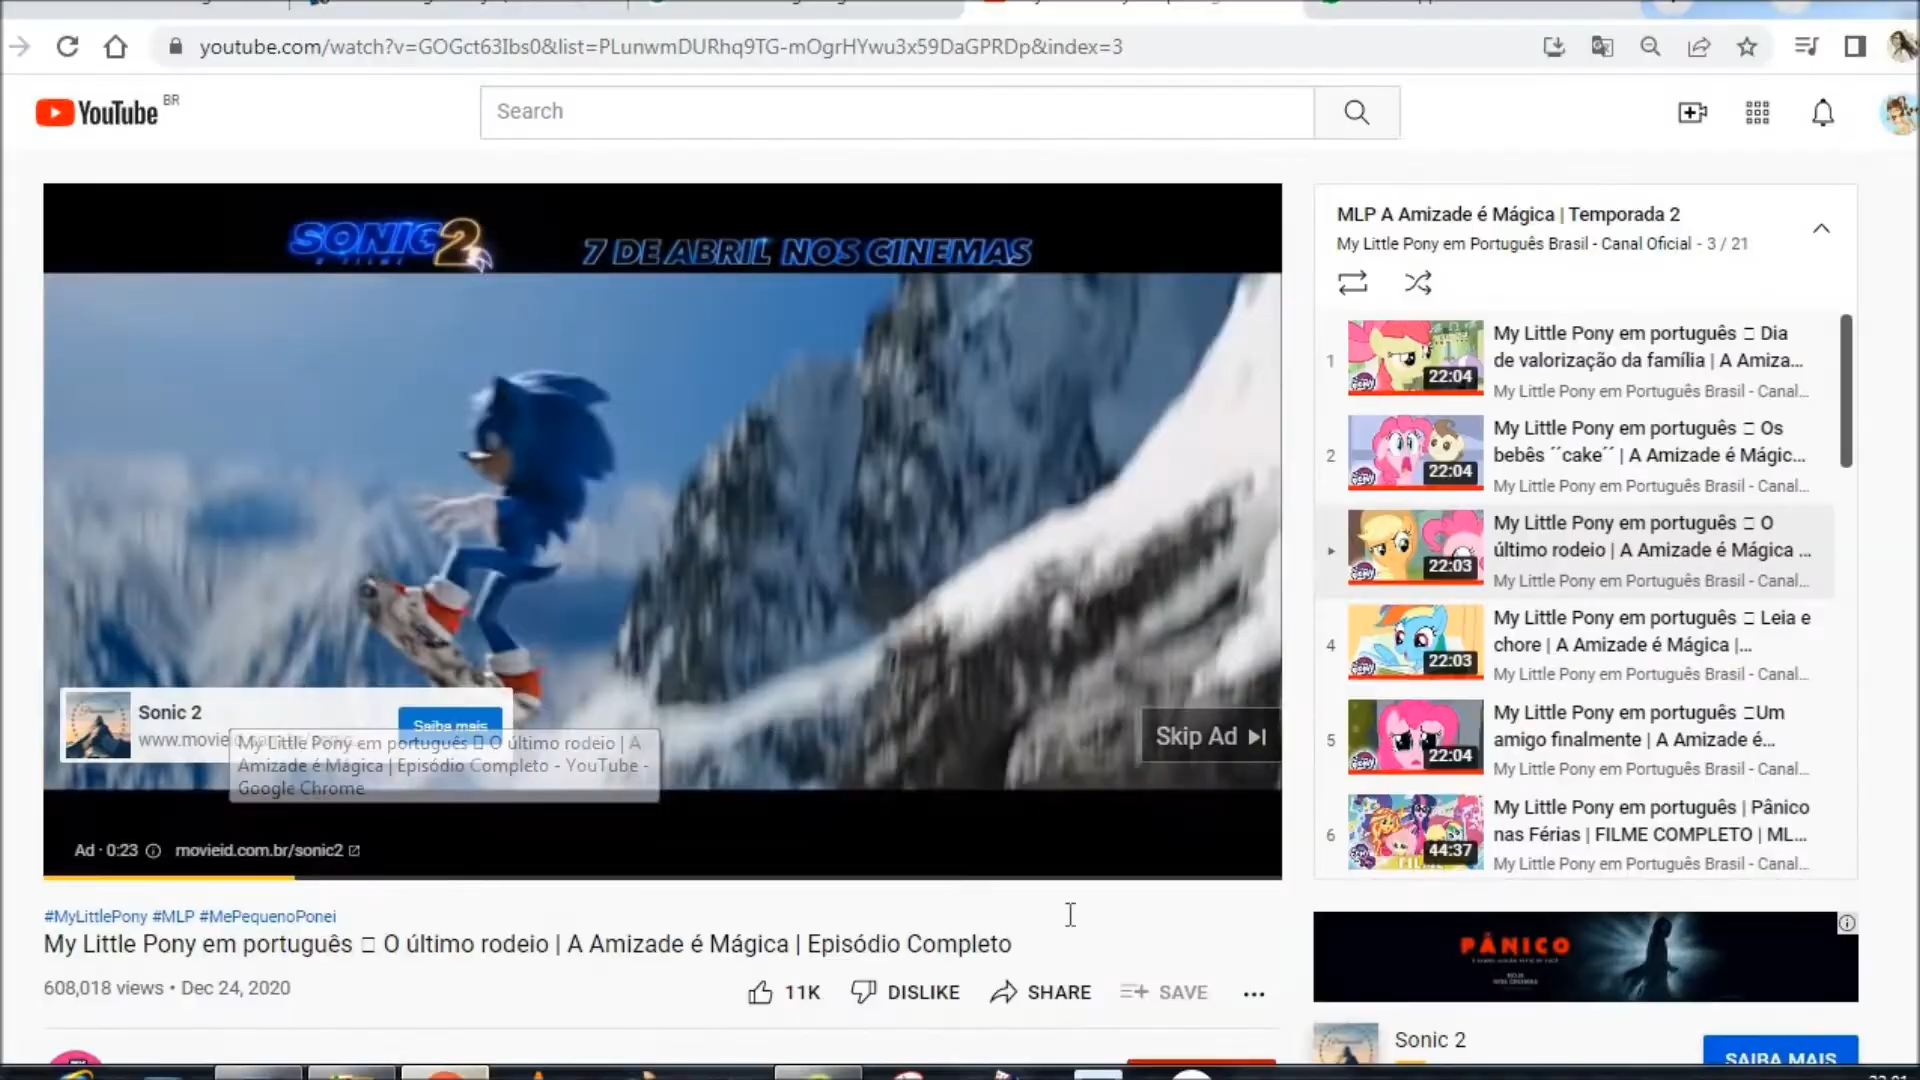 youtube.com/watch?v=GOGct63Ibs0&list=PLunwmDURhq9TG-mOgrHYwu3x59DaGPRDp&index=3
YouTube BR
Search
SONIC 2
O FILME
7 DE ABRIL NOS CINEMAS
Sonic 2
Saiba mais
www.movieid
My Little Pony em português □ O último rodeio | A
Amizade é Mágica | Episódio Completo - YouTube -
Google Chrome
Skip Ad
Ad · 0:23
movieid.com.br/sonic2
#MyLittlePony #MLP #MePequenoPonei
My Little Pony em português □ O último rodeio | A Amizade é Mágica | Episódio Completo
608,018 views • Dec 24, 2020
11K
DISLIKE
SHARE
SAVE
MLP A Amizade é Mágica | Temporada 2
My Little Pony em Português Brasil - Canal Oficial - 3 / 21
1
22:04
My Little Pony em português □ Dia
de valorização da família | A Amiza...
My Little Pony em Português Brasil - Canal...
2
22:04
My Little Pony em português □ Os
bebês ´´cake´´ | A Amizade é Mágic...
My Little Pony em Português Brasil - Canal...
22:03
My Little Pony em português □ O
último rodeio | A Amizade é Mágica ...
My Little Pony em Português Brasil - Canal...
4
22:03
My Little Pony em português □ Leia e
chore | A Amizade é Mágica |...
My Little Pony em Português Brasil - Canal...
5
22:04
My Little Pony em português □Um
amigo finalmente | A Amizade é...
My Little Pony em Português Brasil - Canal...
6
44:37
My Little Pony em português | Pânico
nas Férias | FILME COMPLETO | ML...
My Little Pony em Português Brasil - Canal...
PÂNICO
Sonic 2
SAIBA MAIS